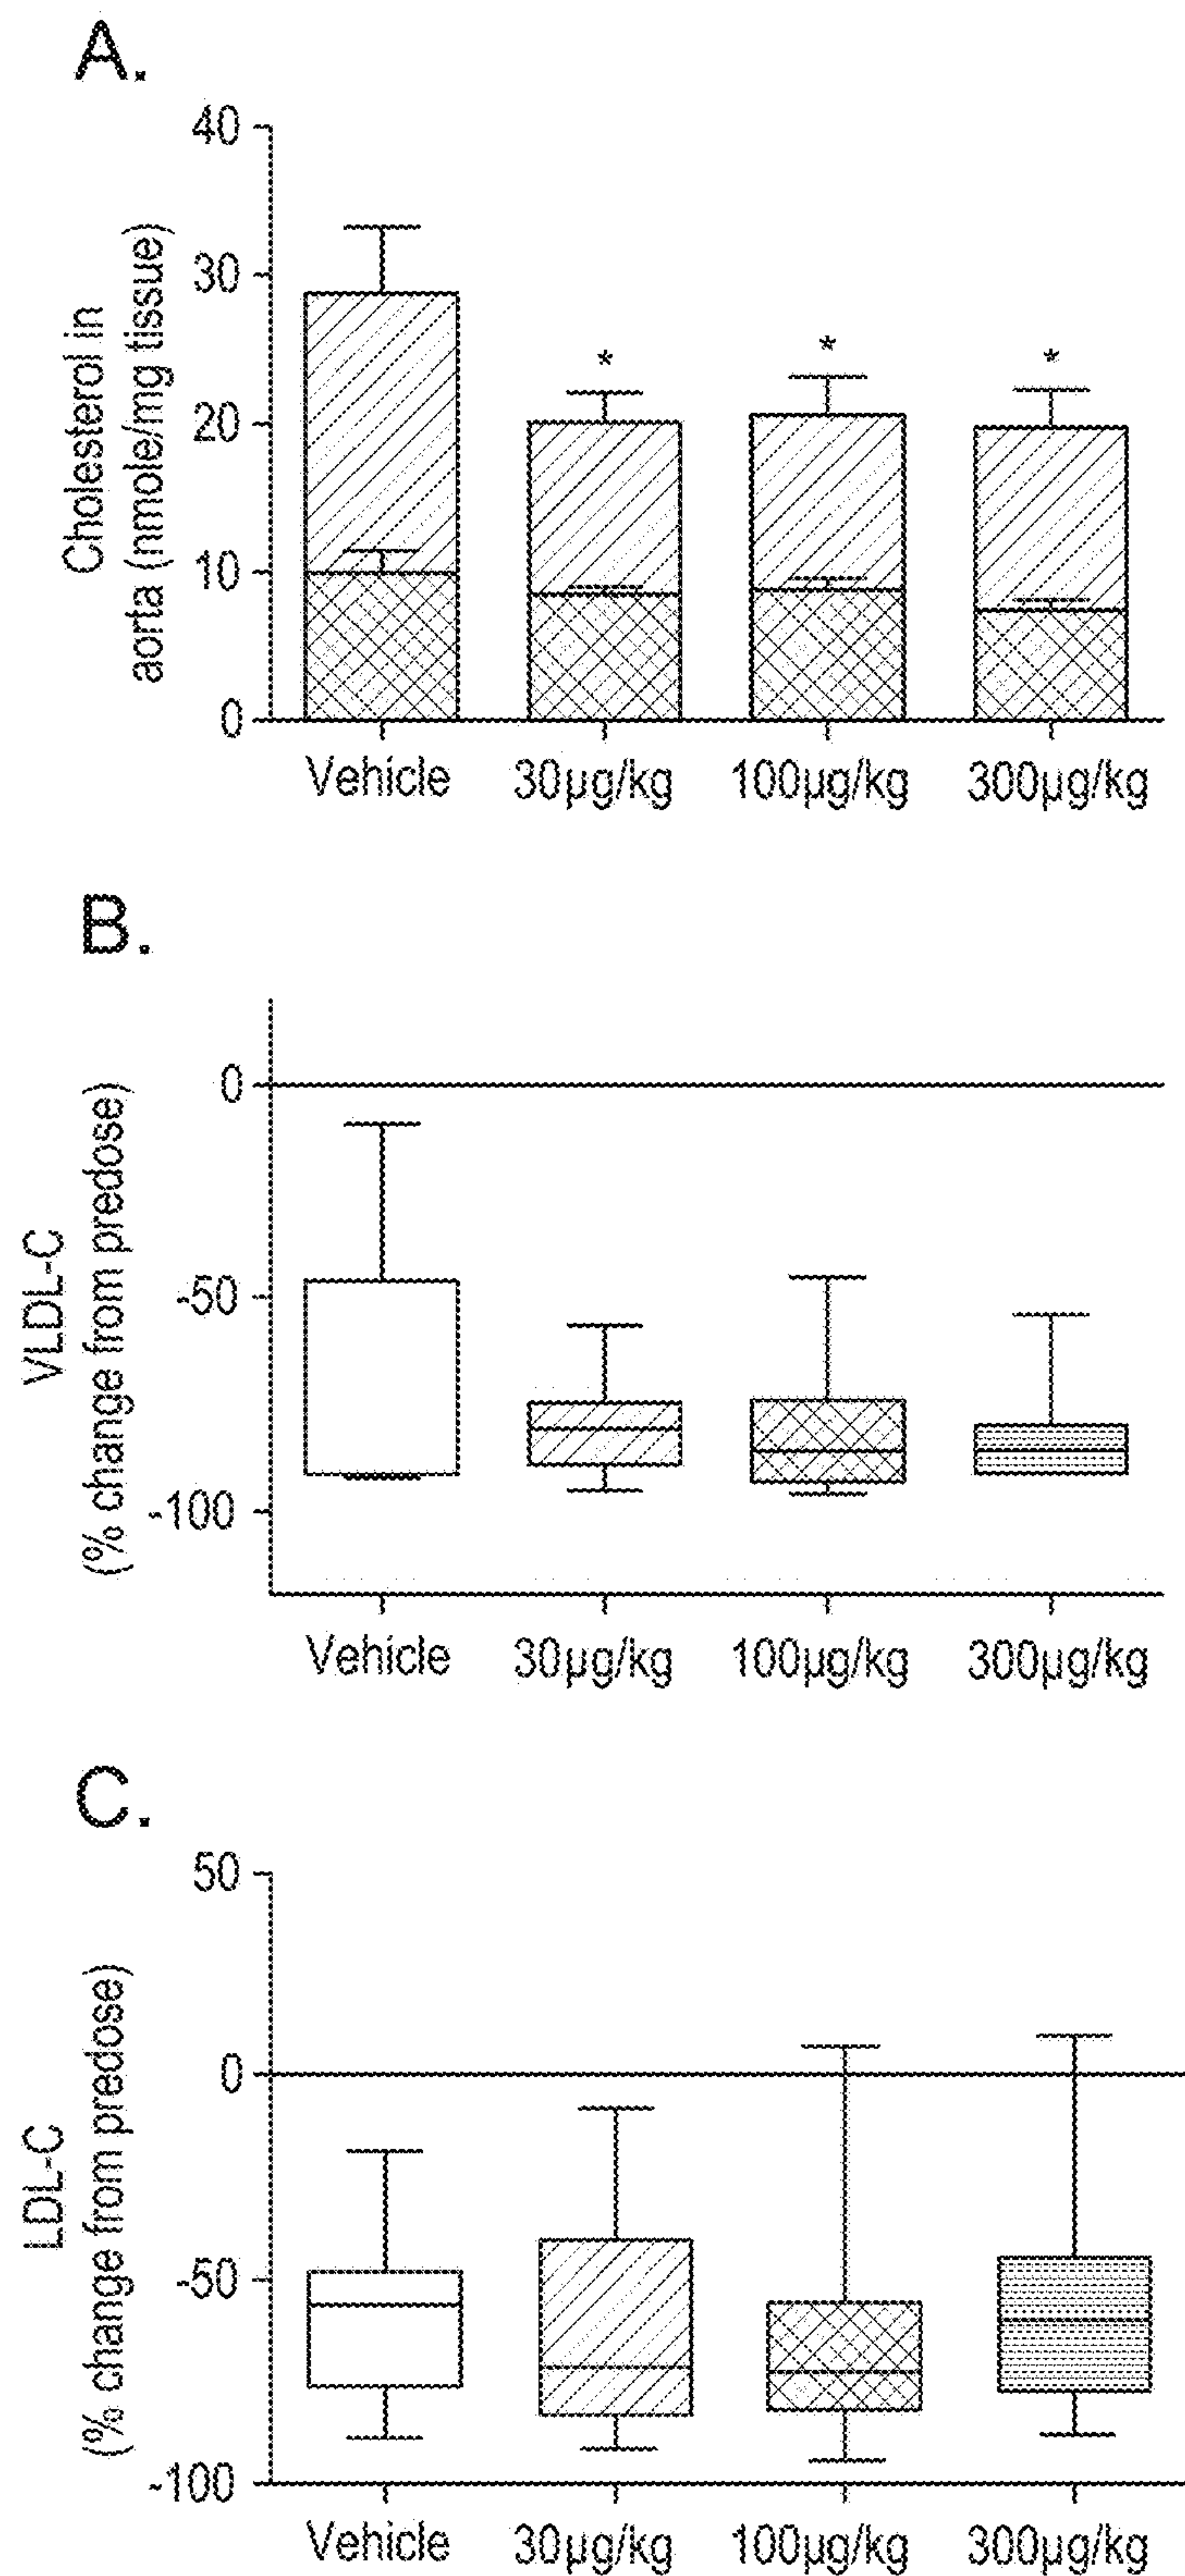 A.
Cholesterol in
aorta (nmole/mg tissue)
40
30
20
10
0
*
*
*
Vehicle
30µg/kg
100µg/kg
300µg/kg
B.
VLDL-C
(% change from predose)
0
-50
-100
Vehicle
30µg/kg
100µg/kg
300µg/kg
C.
LDL-C
(% change from predose)
50
0
-50
-100
Vehicle
30µg/kg
100µg/kg
300µg/kg